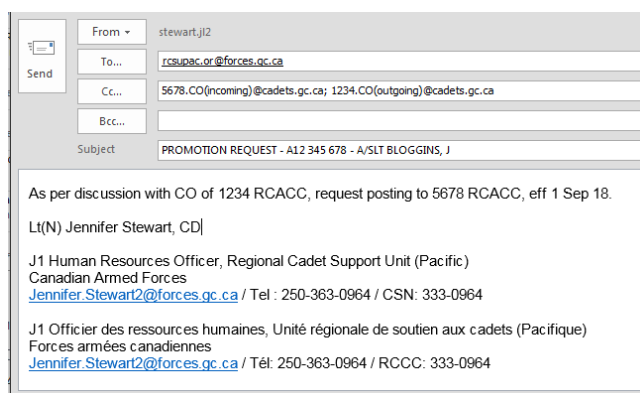 From ▾ stewart.jl2
Send
To... rcsupac.or@forces.gc.ca
Cc... 5678.CO(incoming)@cadets.gc.ca; 1234.CO(outgoing)@cadets.gc.ca
Bcc...
Subject PROMOTION REQUEST - A12 345 678 - A/SLT BLOGGINS, J
As per discussion with CO of 1234 RCACC, request posting to 5678 RCACC, eff 1 Sep 18.
Lt(N) Jennifer Stewart, CD
J1 Human Resources Officer, Regional Cadet Support Unit (Pacific)
Canadian Armed Forces
Jennifer.Stewart2@forces.gc.ca / Tel : 250-363-0964 / CSN: 333-0964
J1 Officier des ressources humaines, Unité régionale de soutien aux cadets (Pacifique)
Forces armées canadiennes
Jennifer.Stewart2@forces.gc.ca / Tél: 250-363-0964 / RCCC: 333-0964